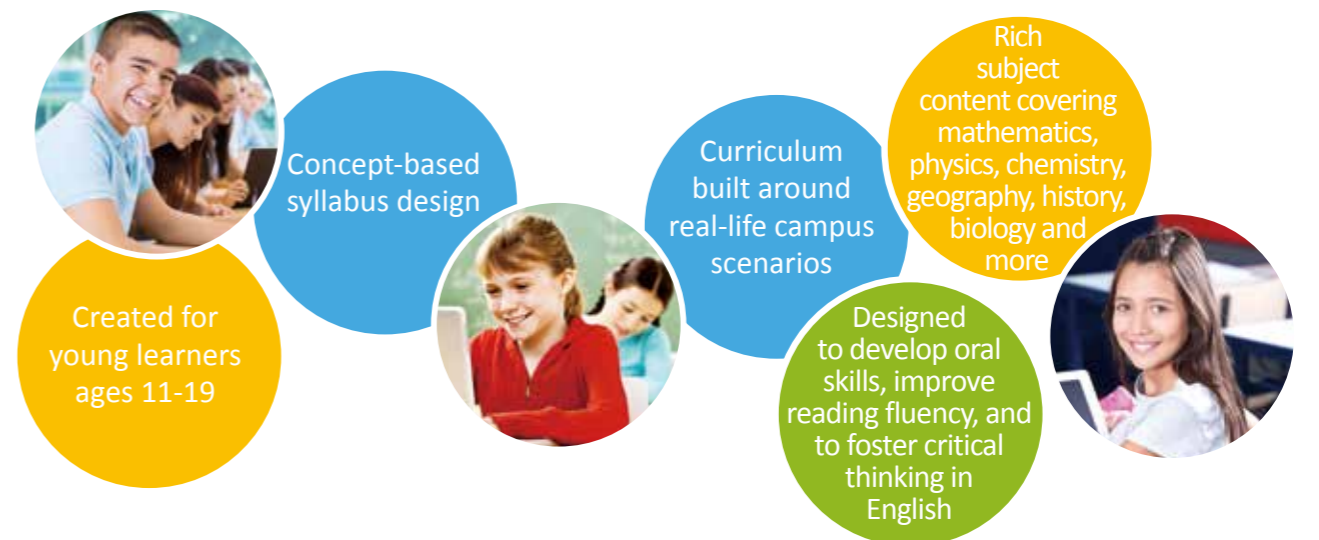 Created for
young learners
ages 11-19
Concept-based
syllabus design
Curriculum
built around
real-life campus
scenarios
Rich
subject
content covering
mathematics,
physics, chemistry,
geography, history,
biology and
more
Designed
to develop oral
skills, improve
reading fluency, and
to foster critical
thinking in
English